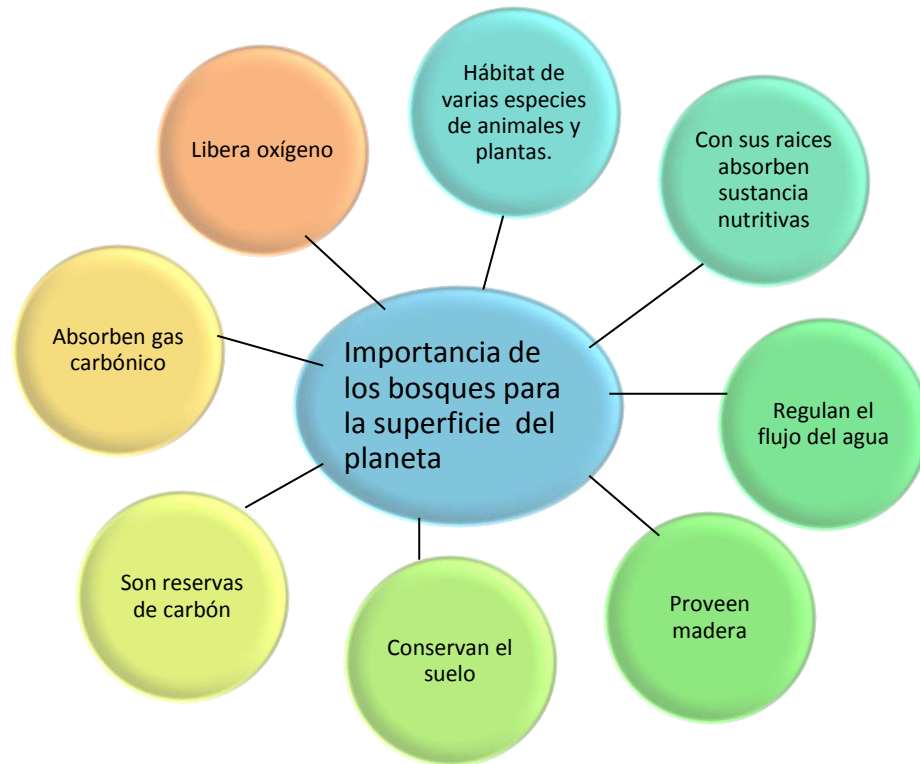 Hábitat de
varias especies
de animales y
plantas.
Con sus raices
absorben
sustancia
nutritivas
Regulan el
flujo del agua
Proveen
madera
Conservan el
suelo
Son reservas
de carbón
Absorben gas
carbónico
Libera oxígeno
Importancia de
los bosques para
la superficie del
planeta